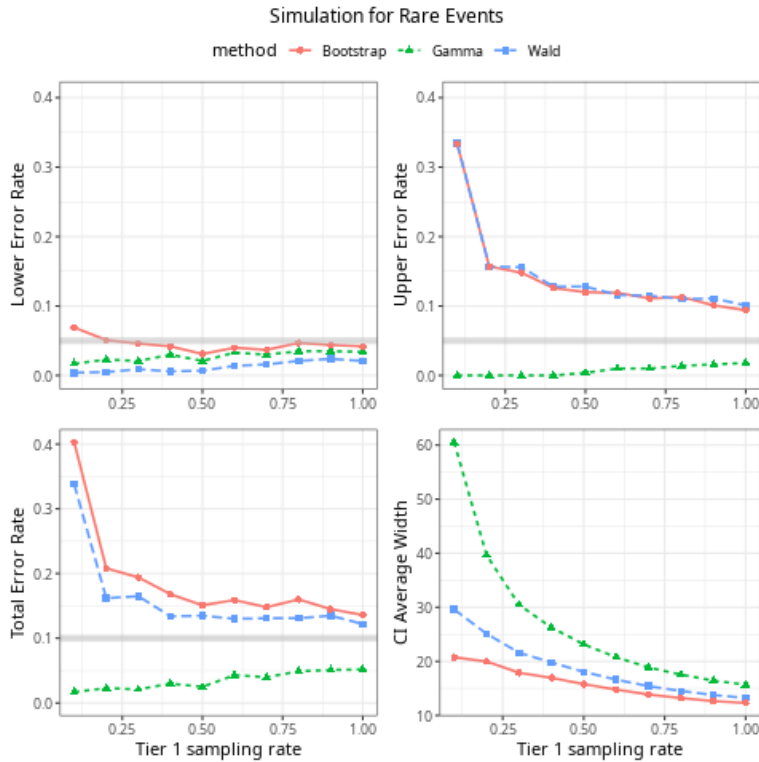 Simulation for Rare Events
method Bootstrap Gamma Wald
Lower Error Rate
0.4
0.3
0.2
0.1
0.0
0.25 0.50 0.75 1.00
Upper Error Rate
0.4
0.3
0.2
0.1
0.0
0.25 0.50 0.75 1.00
Total Error Rate
0.4
0.3
0.2
0.1
0.0
0.25 0.50 0.75 1.00
Tier 1 sampling rate
CI Average Width
60
50
40
30
20
10
0.25 0.50 0.75 1.00
Tier 1 sampling rate